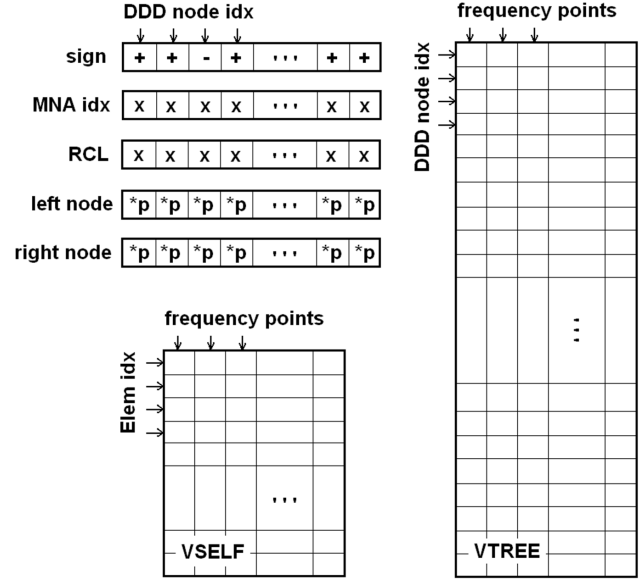 DDD node idx
sign + + - + ''' + +
MNA idx x x x x ''' x x
RCL x x x x ''' x x
left node *p *p *p *p ''' *p *p
right node *p *p *p *p ''' *p *p
frequency points
Elem idx
'''
VSELF
frequency points
DDD node idx
'''
VTREE